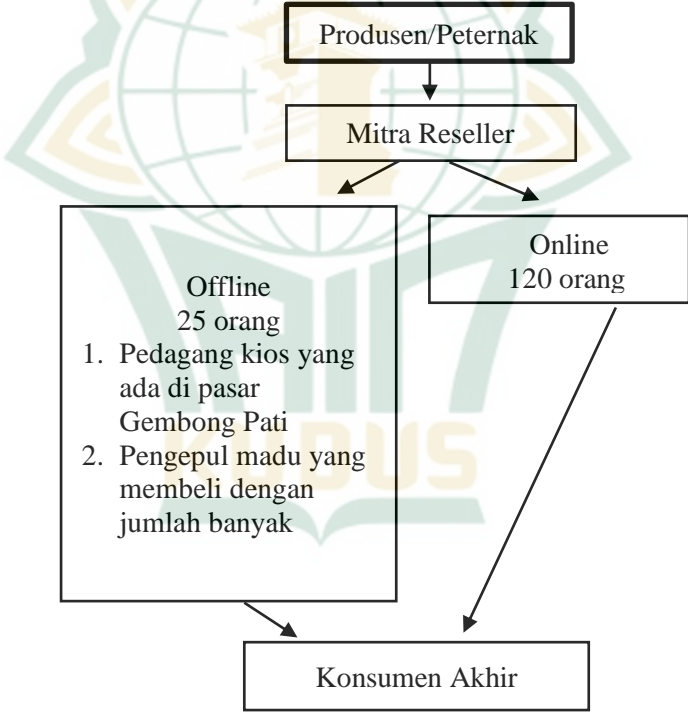 Produsen/Peternak
Mitra Reseller
Offline
25 orang
1. Pedagang kios yang
ada di pasar
Gembong Pati
2. Pengepul madu yang
membeli dengan
jumlah banyak
Online
120 orang
Konsumen Akhir
KUDUS